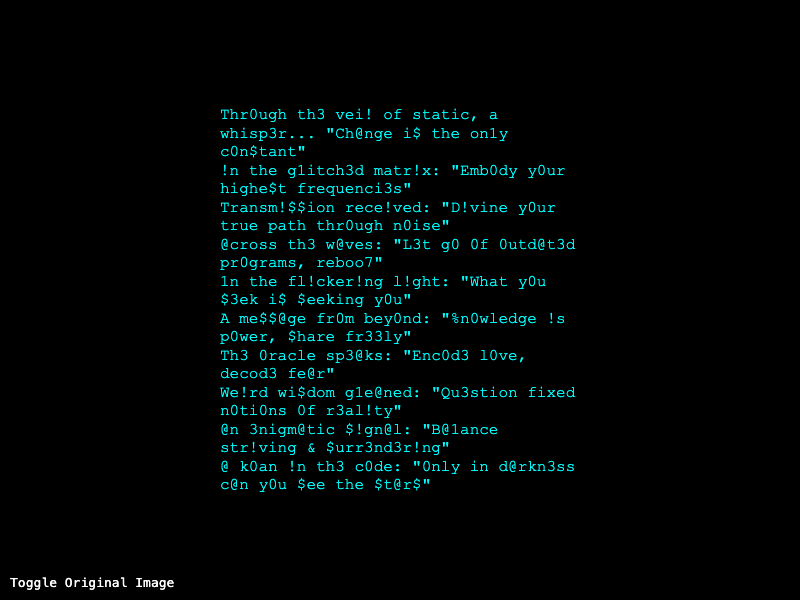 Thr0ugh th3 vei! of static, a
whisp3r... "Ch@nge i$ the on1y
c0n$tant"
!n the g1itch3d matr!x: "Emb0dy y0ur
highe$t frequenci3s"
Transm!$$ion rece!ved: "D!vine y0ur
true path thr0ugh n0ise"
@cross th3 w@ves: "L3t g0 0f 0utd@t3d
pr0grams, reboo7"
1n the fl!cker!ng l!ght: "What y0u
$3ek i$ $eeking y0u"
A me$$@ge fr0m bey0nd: "%n0wledge !s
p0wer, $hare fr33ly"
Th3 0racle sp3@ks: "Enc0d3 l0ve,
decod3 fe@r"
We!rd wi$dom g1e@ned: "Qu3stion fixed
n0ti0ns 0f r3al!ty"
@n 3nigm@tic $!gn@l: "B@1ance
str!ving & $urr3nd3r!ng"
@ k0an !n th3 c0de: "0nly in d@rkn3ss
c@n y0u $ee the $t@r$"
Toggle Original Image